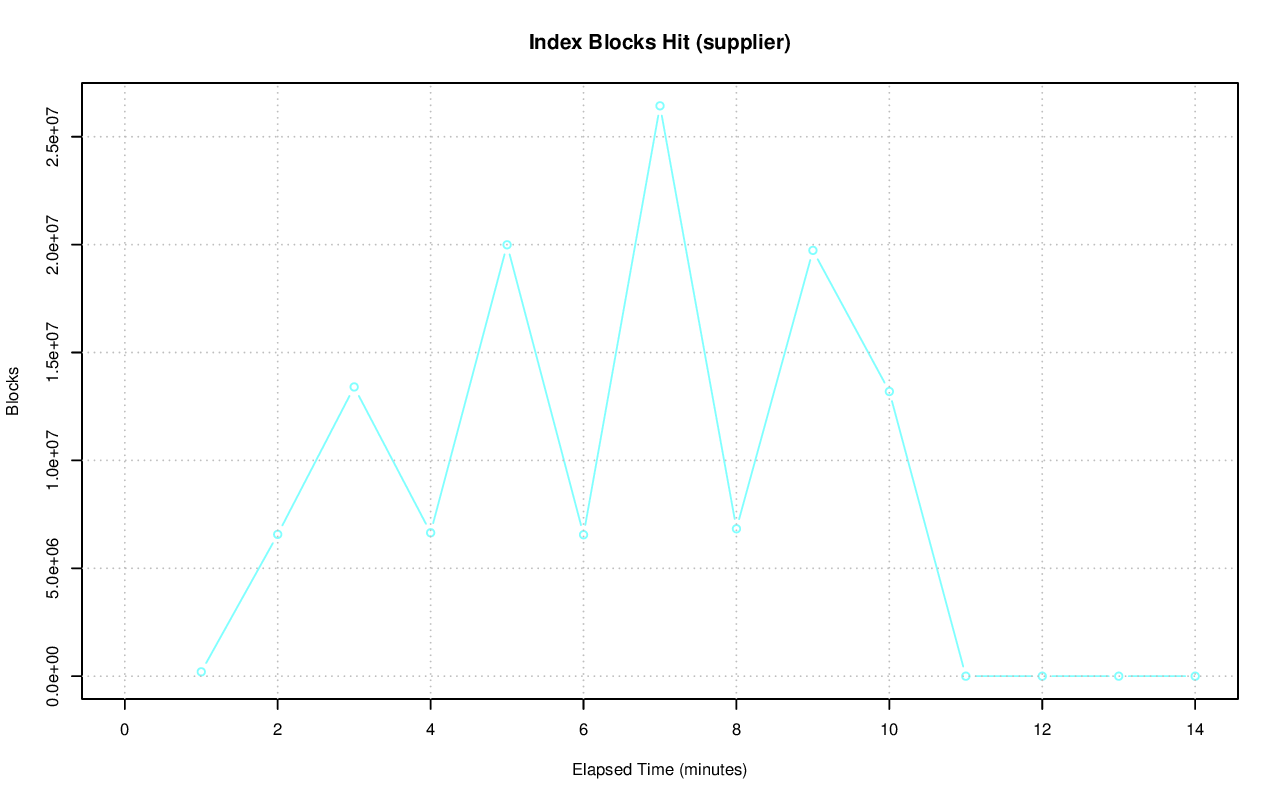 Index Blocks Hit (supplier)
2.5e+07
2.0e+07
1.5e+07
1.0e+07
5.0e+06
0.0e+00
Blocks
0 2 4 6 8 10 12 14
Elapsed Time (minutes)